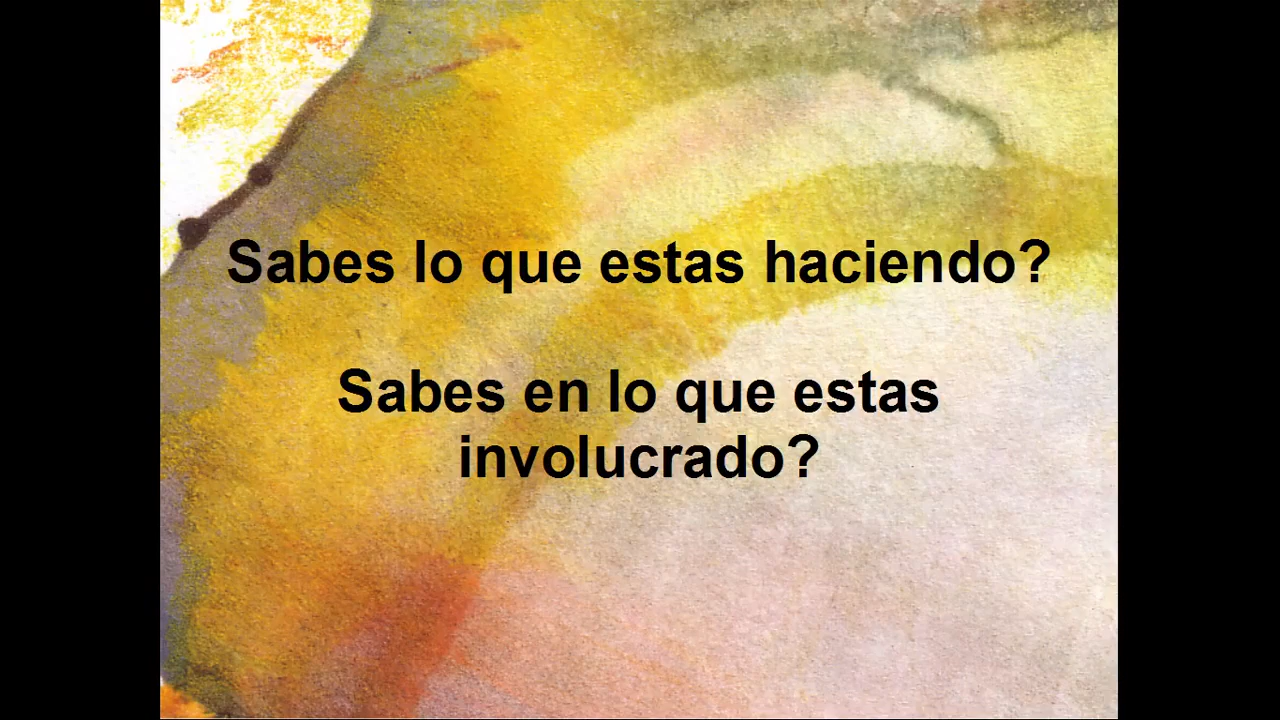 Sabes lo que estas haciendo?
Sabes en lo que estas
involucrado?